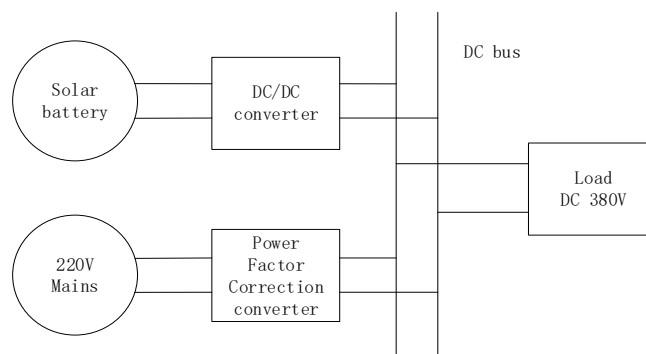 Solar
battery
DC/DC
converter
DC bus
Load
DC 380V
220V
Mains
Power
Factor
Correction
converter